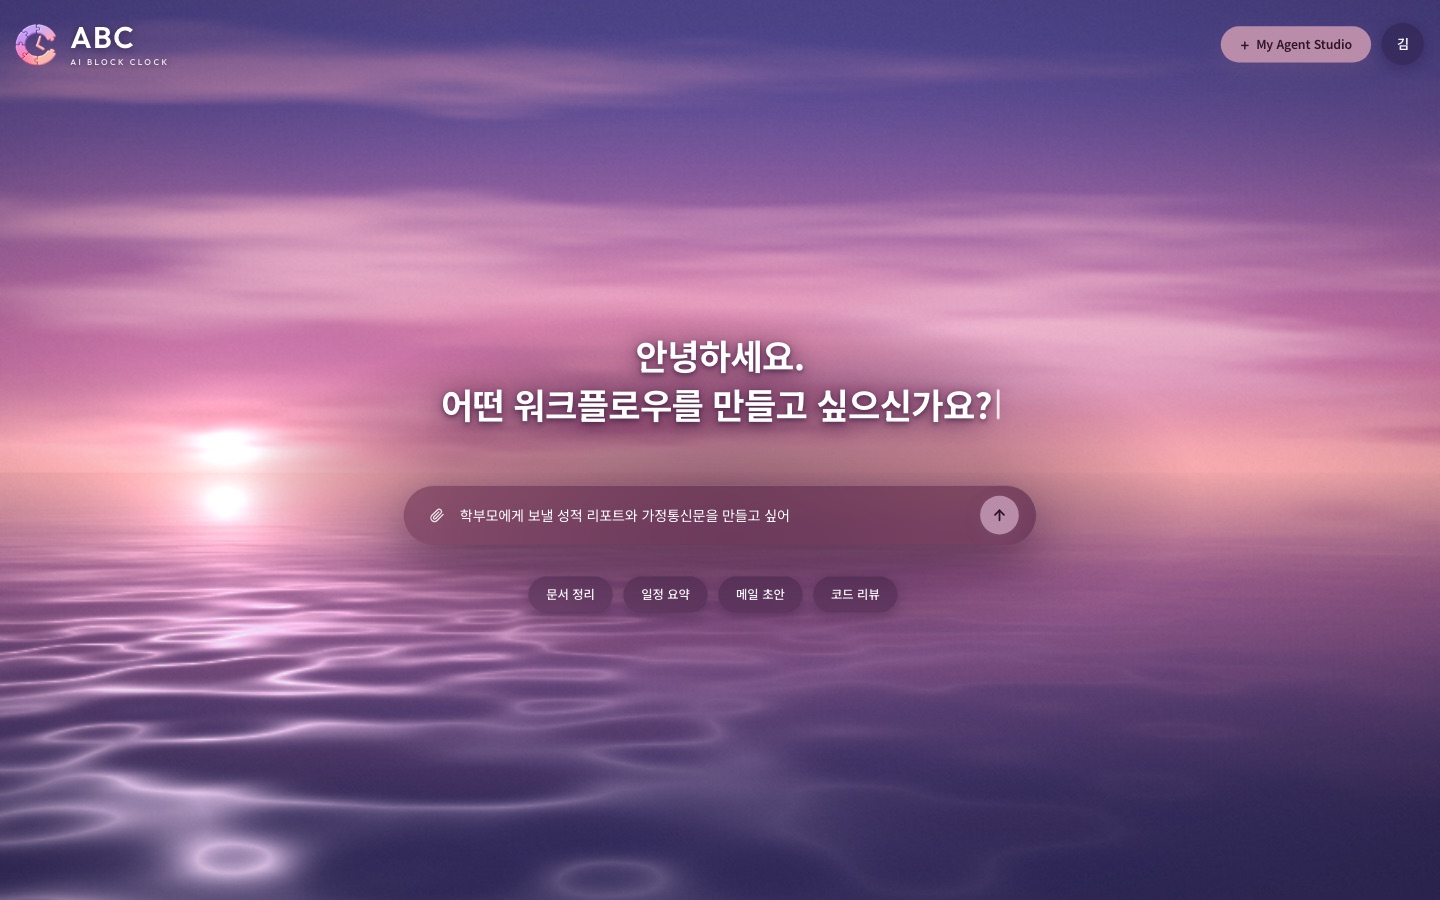 ABC
AI BLOCK CLOCK
+ My Agent Studio
김
안녕하세요.
어떤 워크플로우를 만들고 싶으신가요?
학부모에게 보낼 성적 리포트와 가정통신문을 만들고 싶어
문서 정리
일정 요약
메일 초안
코드 리뷰